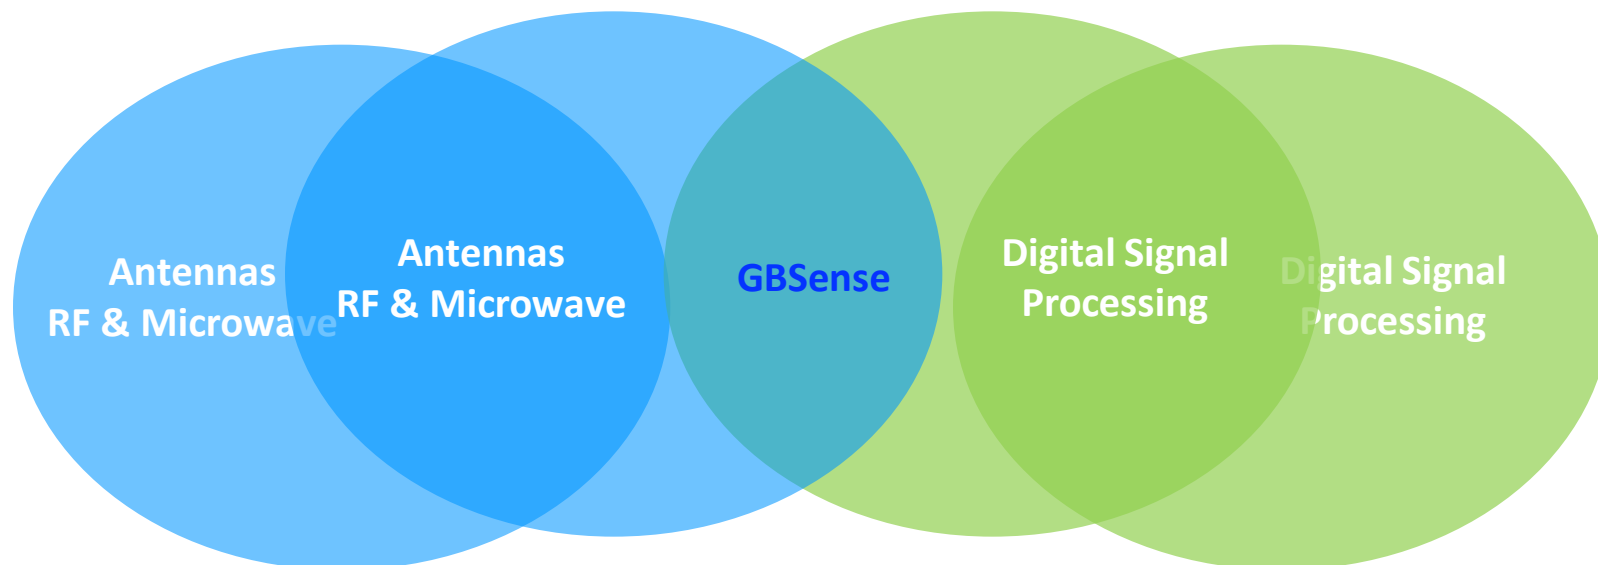 Antennas
RF & Microwave
Antennas
RF & Microwave
GBSense
Digital Signal
Processing
Digital Signal
Processing